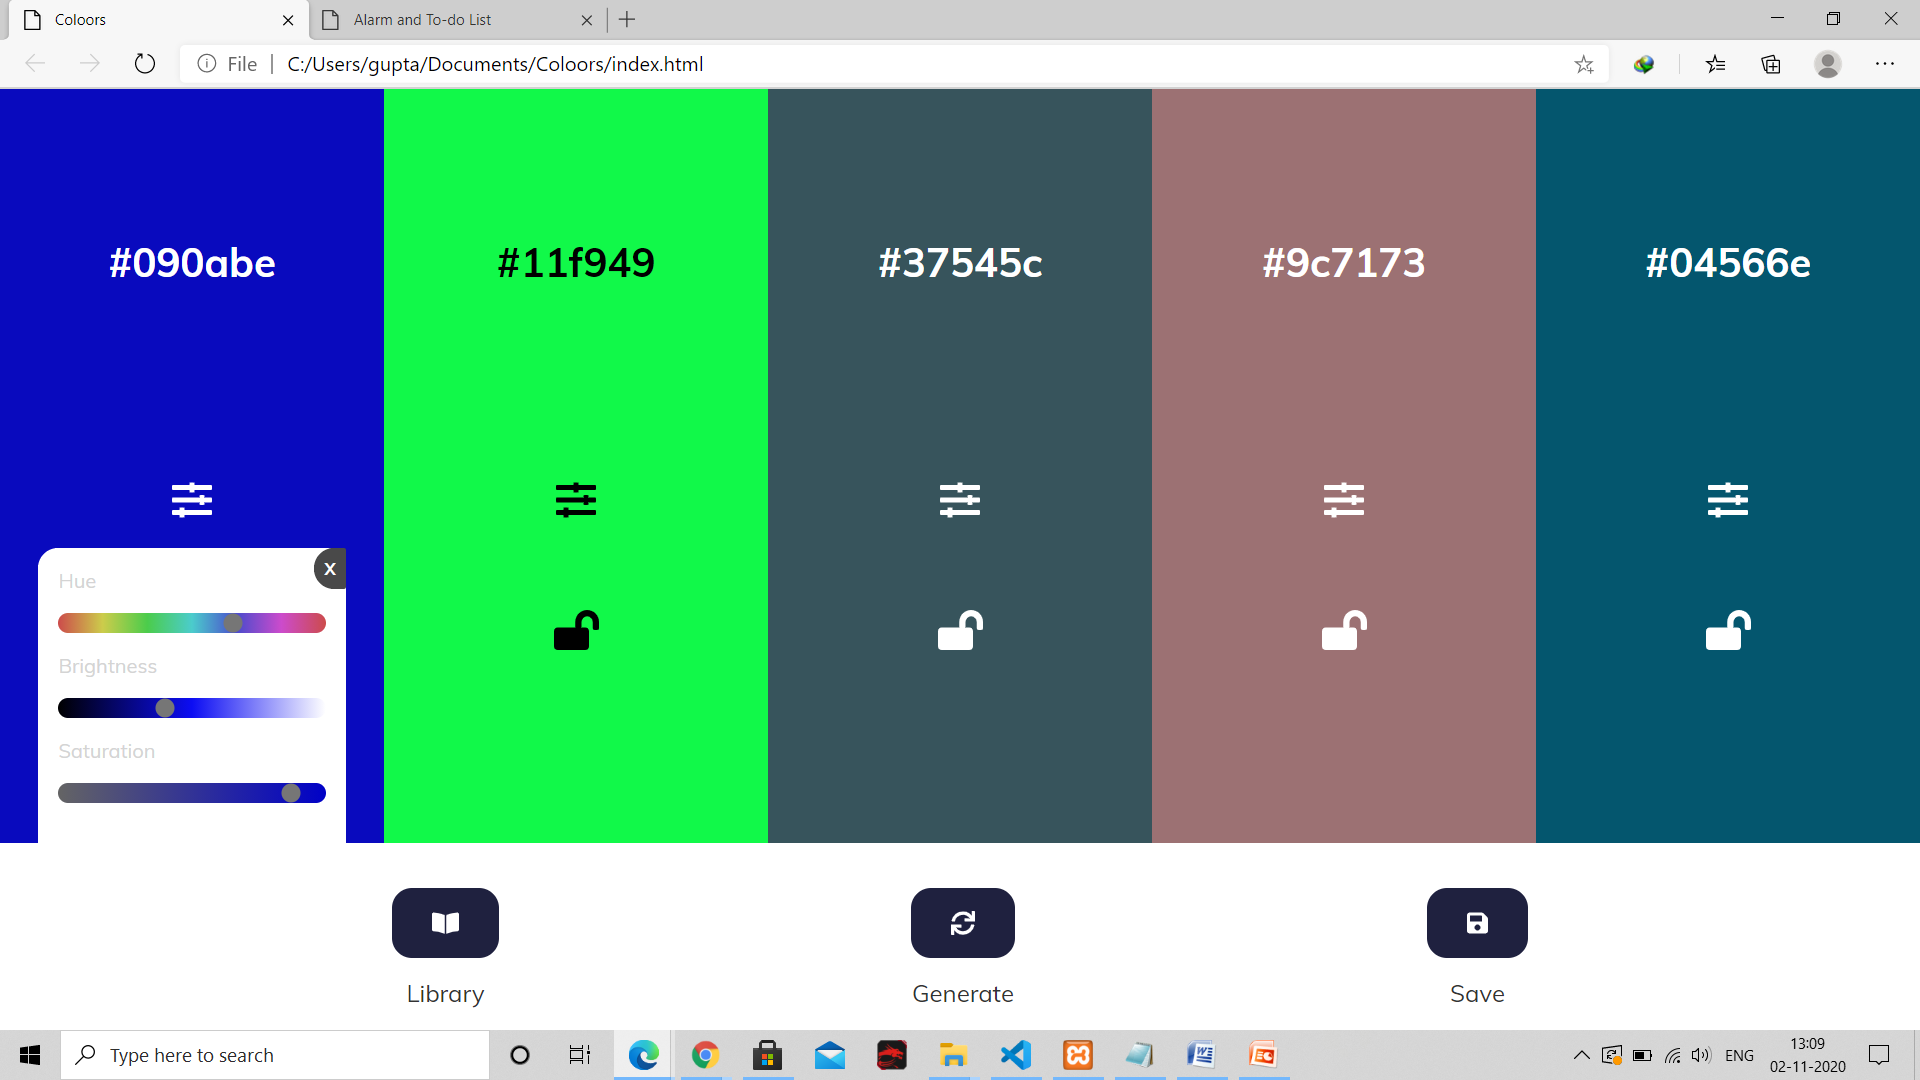 Coloors
Alarm and To-do List
File
C:/Users/gupta/Documents/Coloors/index.html
#090abe
#11f949
#37545c
#9c7173
#04566e
X
Hue
Brightness
Saturation
Library
Generate
Save
Type here to search
ENG
13:09
02-11-2020